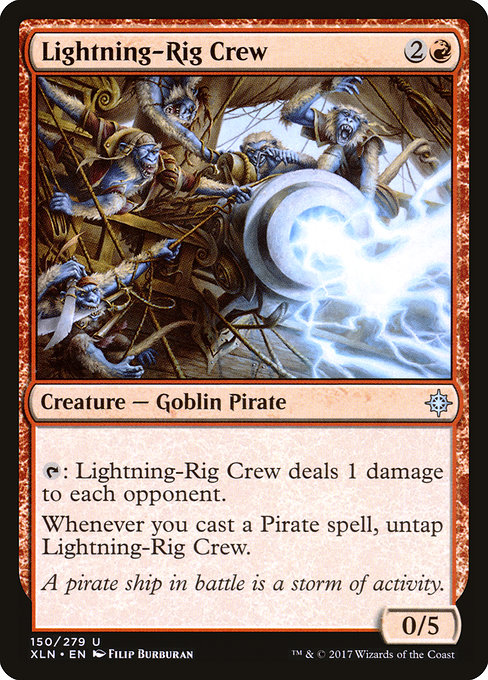 Lightning-Rig Crew 2
Creature — Goblin Pirate
: Lightning-Rig Crew deals 1 damage
to each opponent.
Whenever you cast a Pirate spell, untap
Lightning-Rig Crew.
A pirate ship in battle is a storm of activity.
0/5
150/279 U
XLN • EN Filip Burburan
™ & © 2017 Wizards of the Coast